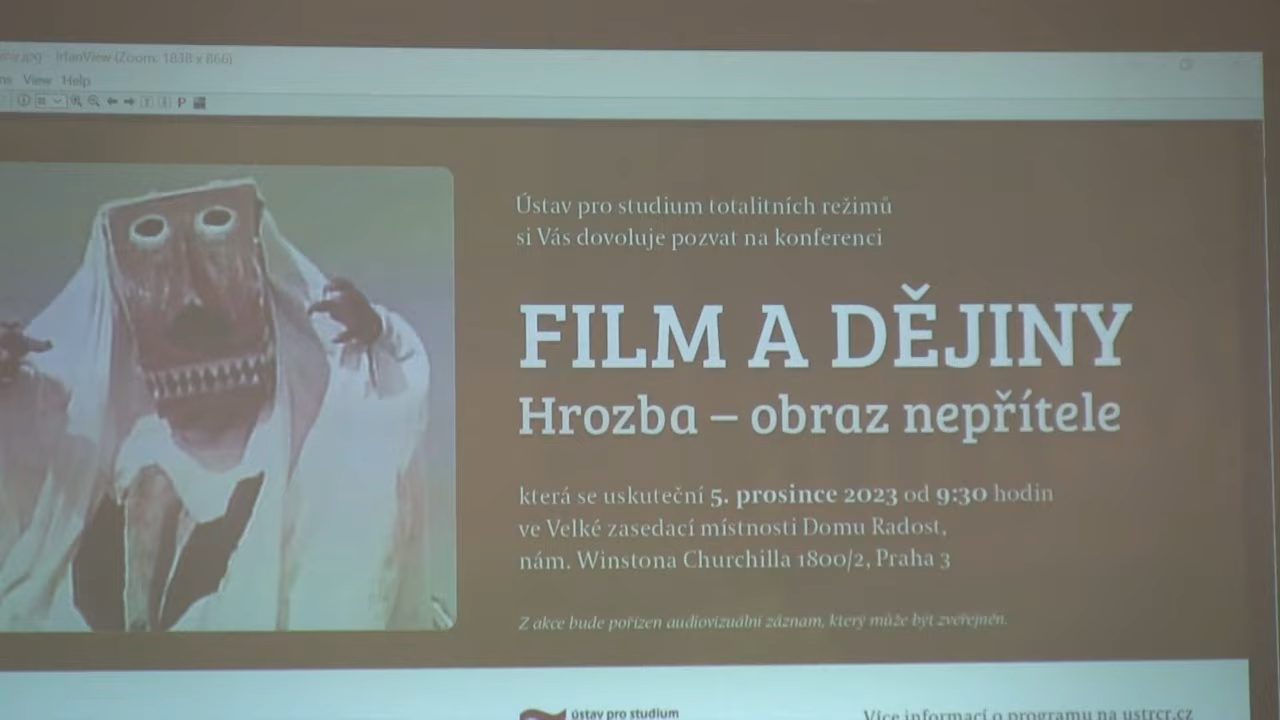 IrfanView (Zoom: 1838 x 866)
View Help
P
Ústav pro studium totalitních režimů
si Vás dovoluje pozvat na konferenci
FILM A DĚJINY
Hrozba – obraz nepřítele
která se uskuteční 5. prosince 2023 od 9:30 hodin
ve Velké zasedací místnosti Domu Radost,
nám. Winstona Churchilla 1800/2, Praha 3
Z akce bude pořízen audiovizuální záznam, který může být zveřejněn.
ústav pro studium
Více informací o programu na ustrcr.cz